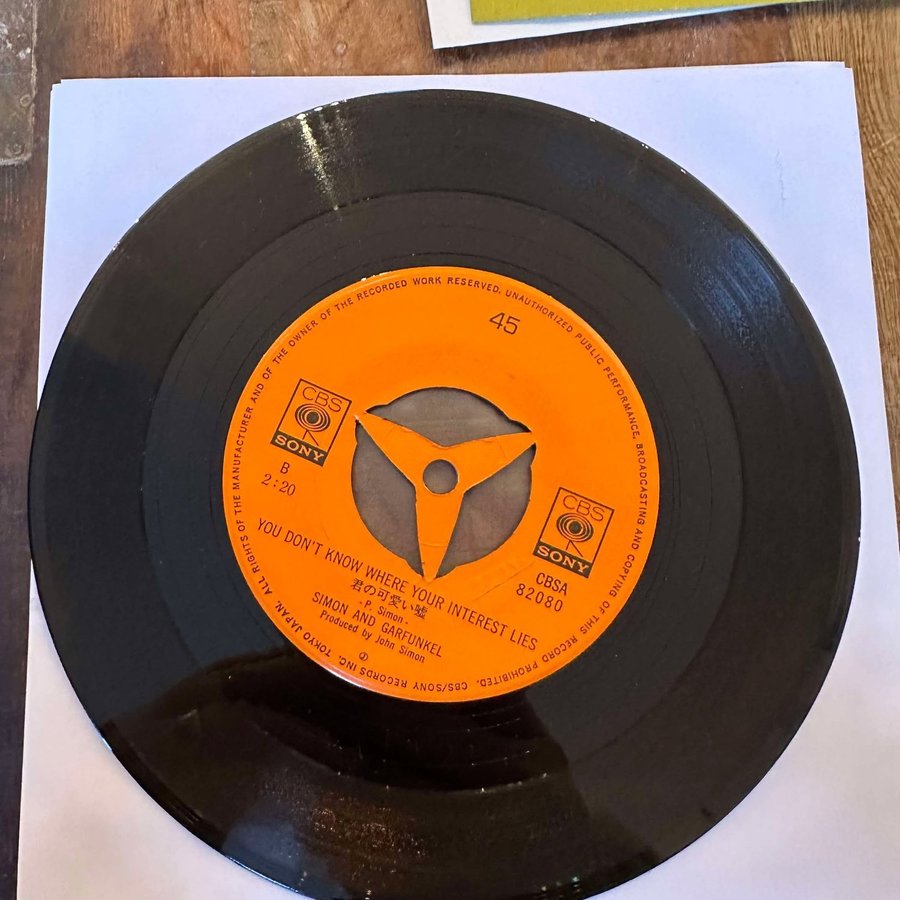 45
CBS
SONY
B
2:20
CBS
SONY
CBSA
82080
YOU DON'T KNOW WHERE YOUR INTEREST LIES
君の可愛い嘘
-P. Simon-
SIMON AND GARFUNKEL
Produced by John Simon
ALL RIGHTS OF THE MANUFACTURER AND OF THE OWNER OF THE RECORDED WORK RESERVED. UNAUTHORIZED PUBLIC PERFORMANCE, BROADCASTING AND COPYING OF THIS RECORD PROHIBITED. CBS/SONY RECORDS INC. TOKYO JAPAN.
Ⓟ